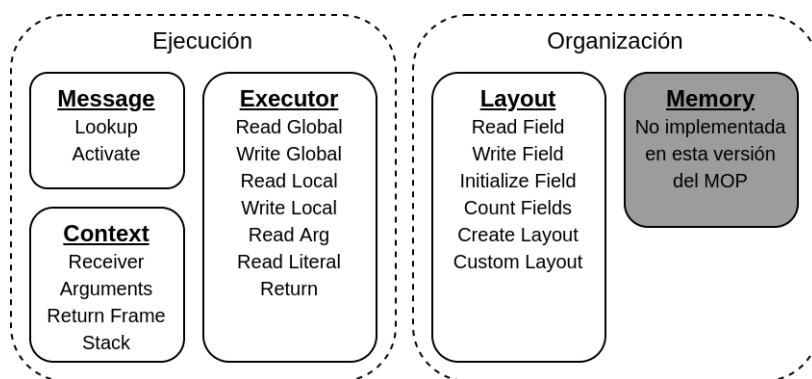 Ejecución
Message
Lookup
Activate
Context
Receiver
Arguments
Return Frame
Stack
Executor
Read Global
Write Global
Read Local
Write Local
Read Arg
Read Literal
Return
Organización
Layout
Read Field
Write Field
Initialize Field
Count Fields
Create Layout
Custom Layout
Memory
No implementada
en esta versión
del MOP